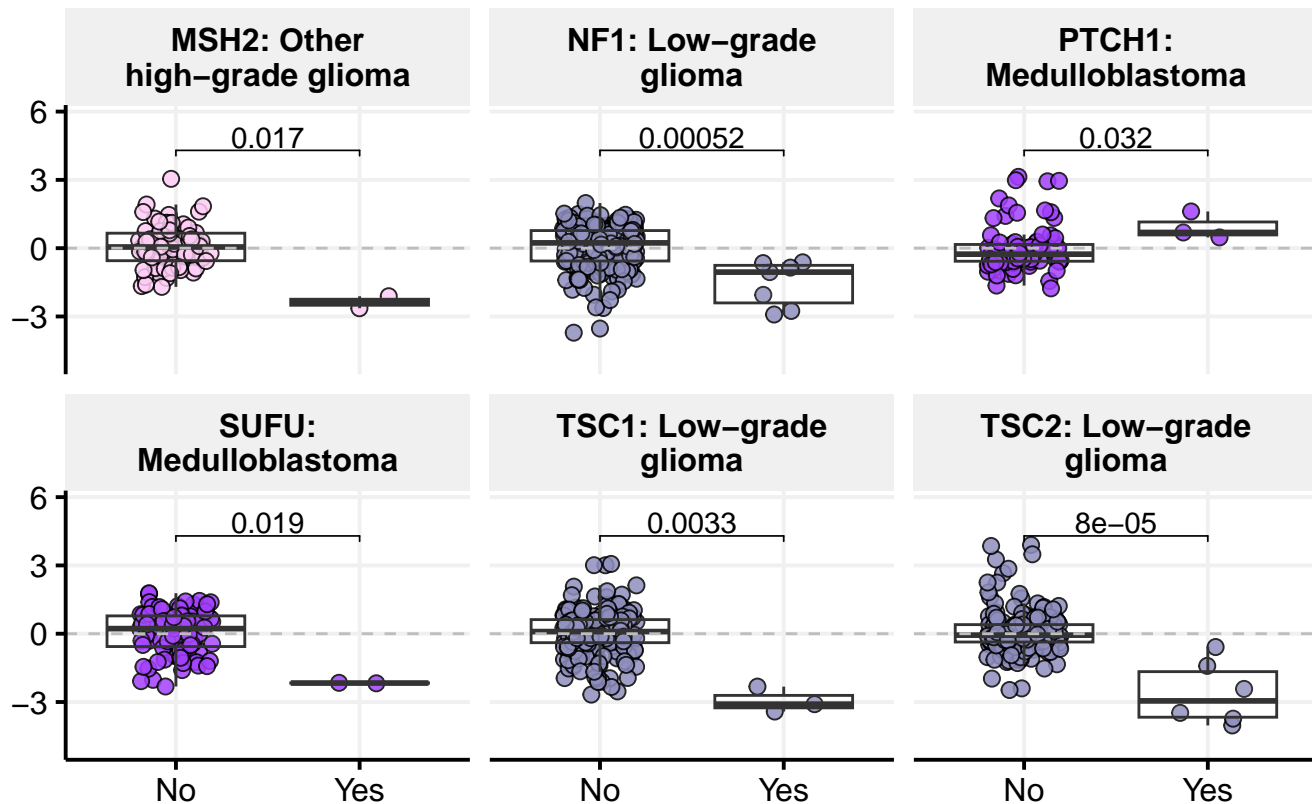 MSH2: Other
high−grade glioma
NF1: Low−grade
glioma
PTCH1:
Medulloblastoma
6
3
0
−3
0.017
0.00052
0.032
SUFU:
Medulloblastoma
TSC1: Low−grade
glioma
TSC2: Low−grade
glioma
6
3
0
−3
0.019
0.0033
8e−05
No
Yes
No
Yes
No
Yes